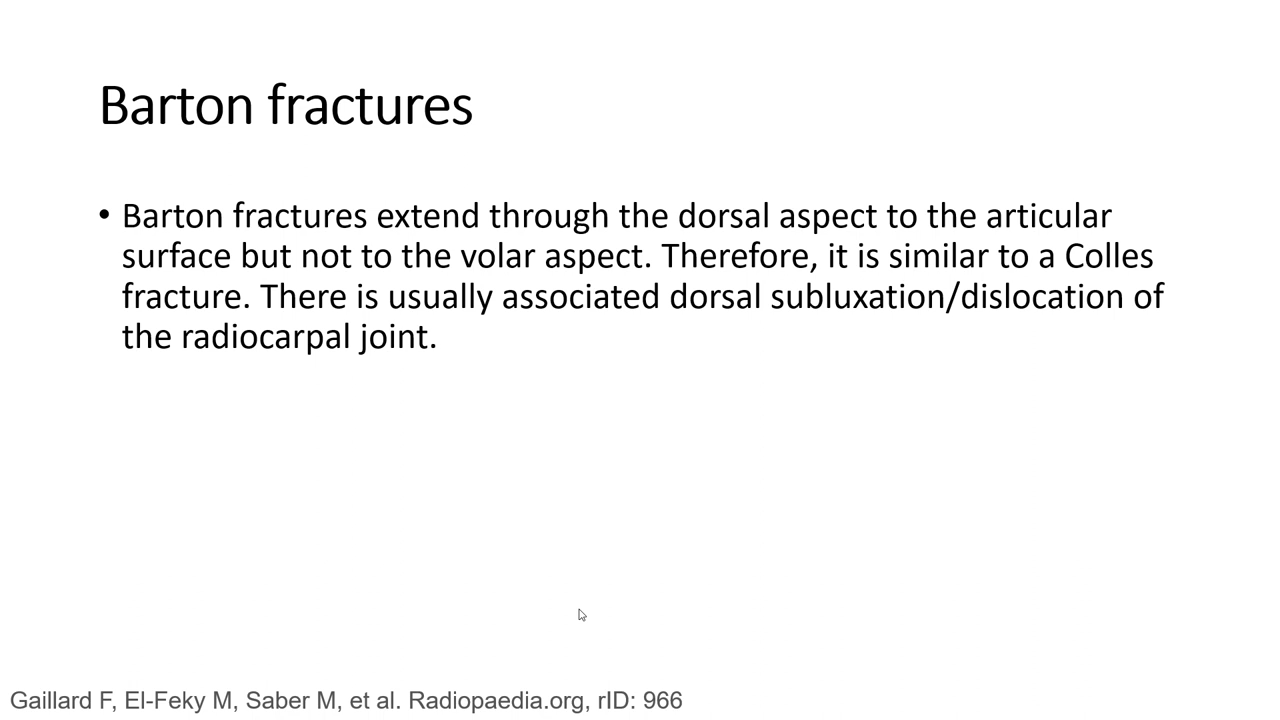 Barton fractures
• Barton fractures extend through the dorsal aspect to the articular
surface but not to the volar aspect. Therefore, it is similar to a Colles
fracture. There is usually associated dorsal subluxation/dislocation of
the radiocarpal joint.
Gaillard F, El-Feky M, Saber M, et al. Radiopaedia.org, rID: 966